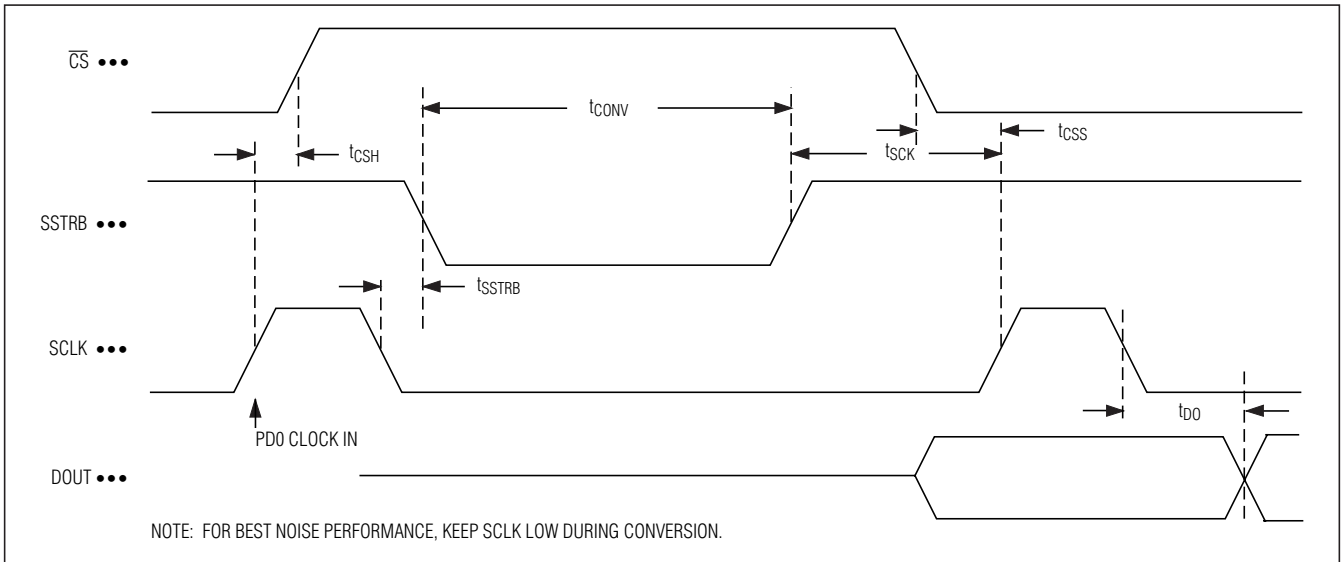 C̅S̅ •••
tCONV
tCSS
tCSH
tSCK
SSTRB •••
tSSTRB
SCLK •••
tDO
PD0 CLOCK IN
DOUT •••
NOTE: FOR BEST NOISE PERFORMANCE, KEEP SCLK LOW DURING CONVERSION.